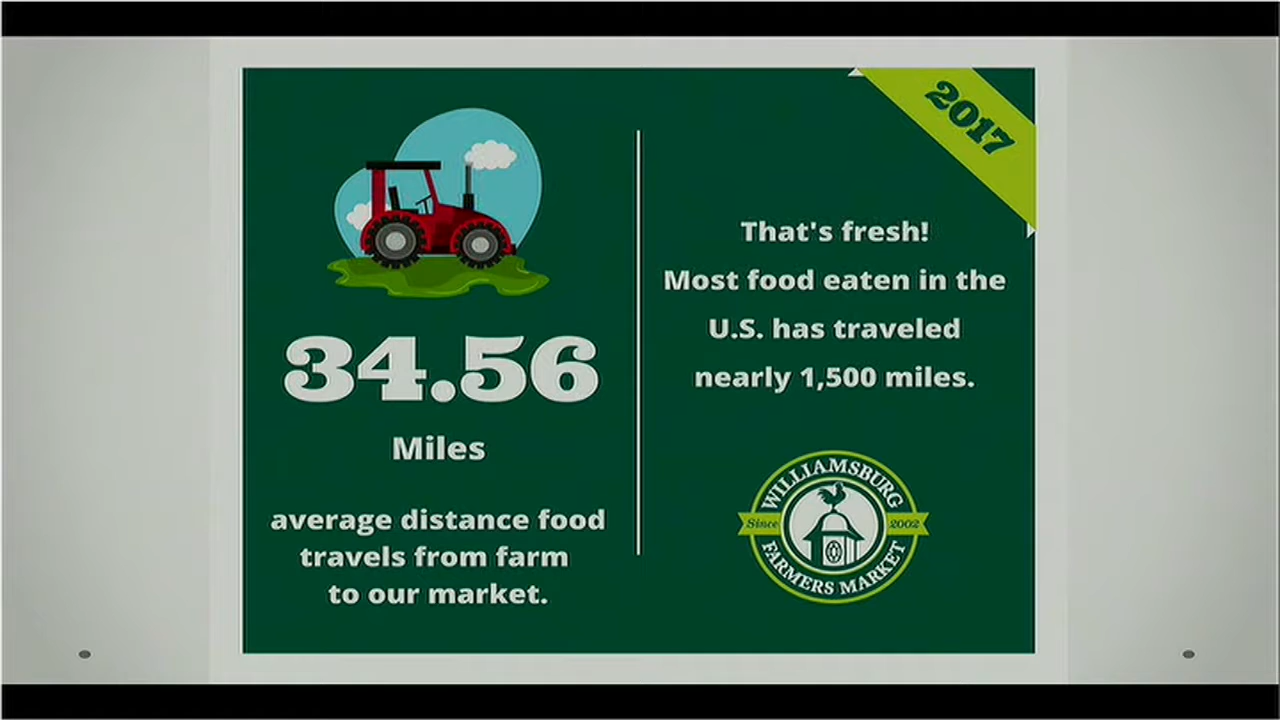 2017
34.56
Miles
average distance food
travels from farm
to our market.
That's fresh!
Most food eaten in the
U.S. has traveled
nearly 1,500 miles.
WILLIAMSBURG
Since 2002
FARMERS MARKET